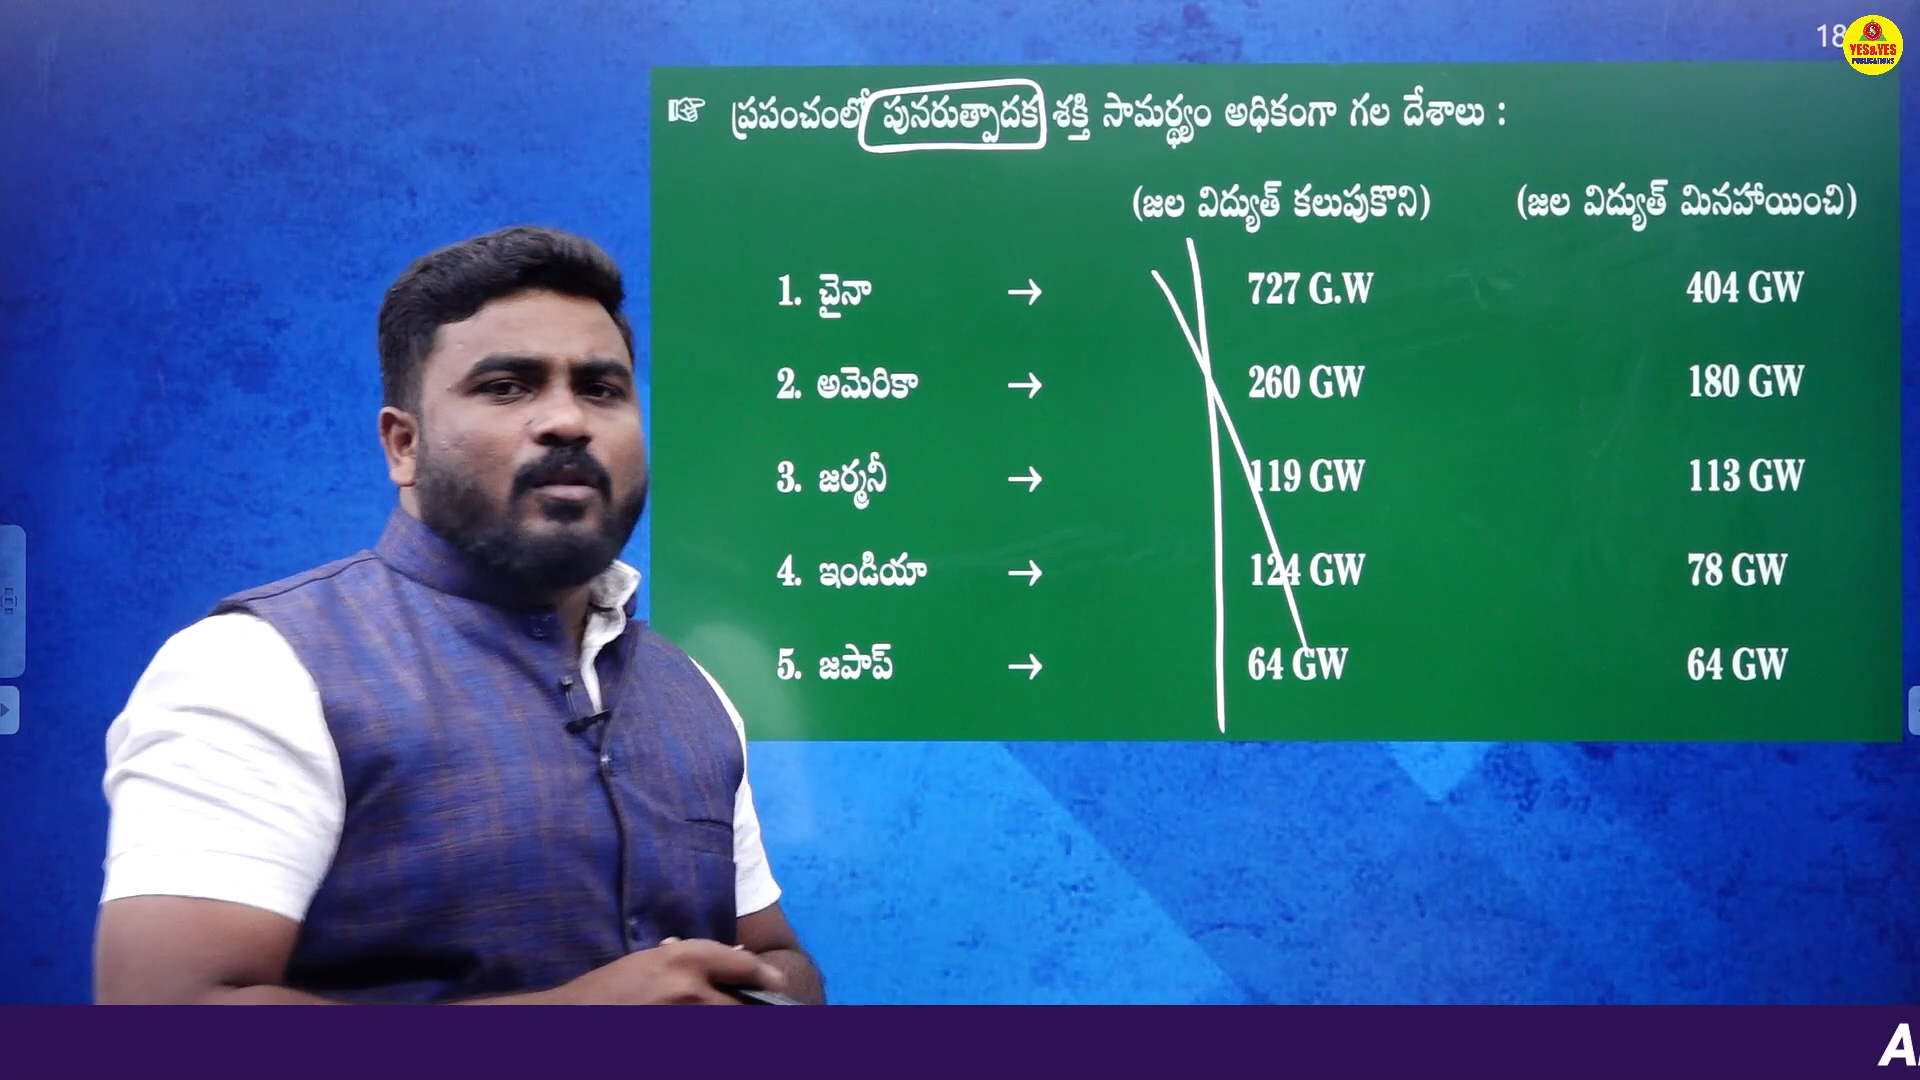 18
YES&YES
PUBLICATIONS
☞ ప్రపంచంలో పునరుత్పాదక శక్తి సామర్థ్యం అధికంగా గల దేశాలు :
(జల విద్యుత్ కలుపుకొని) (జల విద్యుత్ మినహాయించి)
1. చైనా → 727 G.W 404 GW
2. అమెరికా → 260 GW 180 GW
3. జర్మనీ → 119 GW 113 GW
4. ఇండియా → 124 GW 78 GW
5. జపాప్ → 64 GW 64 GW